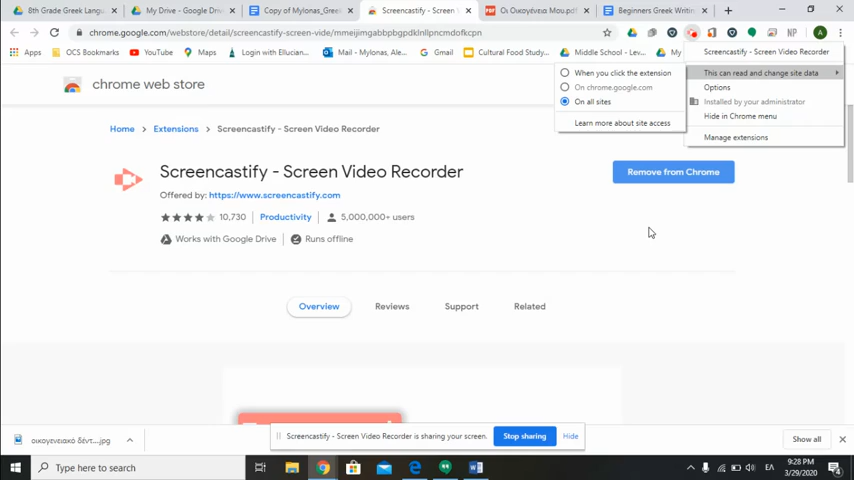 8th Grade Greek Langu
My Drive - Google Driv
Copy of Mylonas_Greek
Screencastify - Screen V
Οι Οικογένεια Μου.pdf
Beginners Greek Writin
chrome.google.com/webstore/detail/screencastify-screen-vide/mmeijimgabbpbgpdklnllpncmdofkcpn
Apps
OCS Bookmarks
YouTube
Maps
Login with Ellucian...
Mail - Mylonas, Ale...
Gmail
Cultural Food Study...
Middle School - Lev...
My
NP
A
Screencastify - Screen Video Recorder
This can read and change site data
Options
Installed by your administrator
Hide in Chrome menu
Manage extensions
When you click the extension
On chrome.google.com
On all sites
Learn more about site access
chrome web store
Home
Extensions
Screencastify - Screen Video Recorder
Screencastify - Screen Video Recorder
Remove from Chrome
Offered by: https://www.screencastify.com
10,730
Productivity
5,000,000+ users
Works with Google Drive
Runs offline
Overview
Reviews
Support
Related
οικογενειακό δέντ....jpg
Screencastify - Screen Video Recorder is sharing your screen.
Stop sharing
Hide
Show all
Type here to search
ΕΛ
9:28 PM
3/29/2020
4